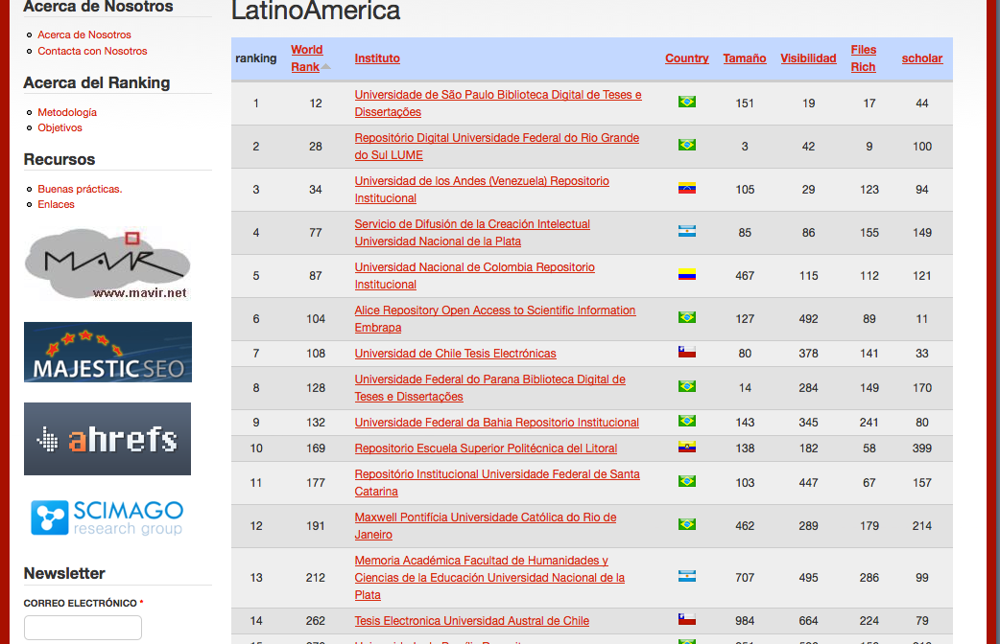 Acerca de Nosotros
Acerca de Nosotros
Contacta con Nosotros
Acerca del Ranking
Metodología
Objetivos
Recursos
Buenas prácticas.
Enlaces
MAVIR
www.mavir.net
MAJESTIC SEO
ahrefs
SCIMAGO
research group
Newsletter
CORREO ELECTRÓNICO *
LatinoAmerica
ranking World Rank Instituto Country Tamaño Visibilidad Files Rich scholar
1 12 Universidade de São Paulo Biblioteca Digital de Teses e Dissertações 151 19 17 44
2 28 Repositório Digital Universidade Federal do Rio Grande do Sul LUME 3 42 9 100
3 34 Universidad de los Andes (Venezuela) Repositorio Institucional 105 29 123 94
4 77 Servicio de Difusión de la Creación Intelectual Universidad Nacional de la Plata 85 86 155 149
5 87 Universidad Nacional de Colombia Repositorio Institucional 467 115 112 121
6 104 Alice Repository Open Access to Scientific Information Embrapa 127 492 89 11
7 108 Universidad de Chile Tesis Electrónicas 80 378 141 33
8 128 Universidade Federal do Parana Biblioteca Digital de Teses e Dissertações 14 284 149 170
9 132 Universidade Federal da Bahia Repositorio Institucional 143 345 241 80
10 169 Repositorio Escuela Superior Politécnica del Litoral 138 182 58 399
11 177 Repositório Institucional Universidade Federal de Santa Catarina 103 447 67 157
12 191 Maxwell Pontifícia Universidade Católica do Rio de Janeiro 462 289 179 214
13 212 Memoria Académica Facultad de Humanidades y Ciencias de la Educación Universidad Nacional de la Plata 707 495 286 99
14 262 Tesis Electronica Universidad Austral de Chile 984 664 224 79